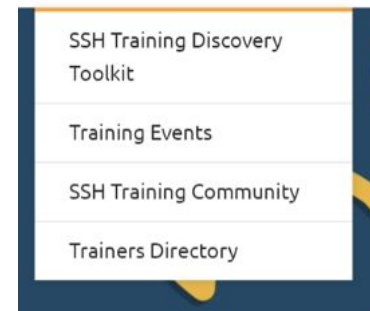 SSH Training Discovery
Toolkit
Training Events
SSH Training Community
Trainers Directory